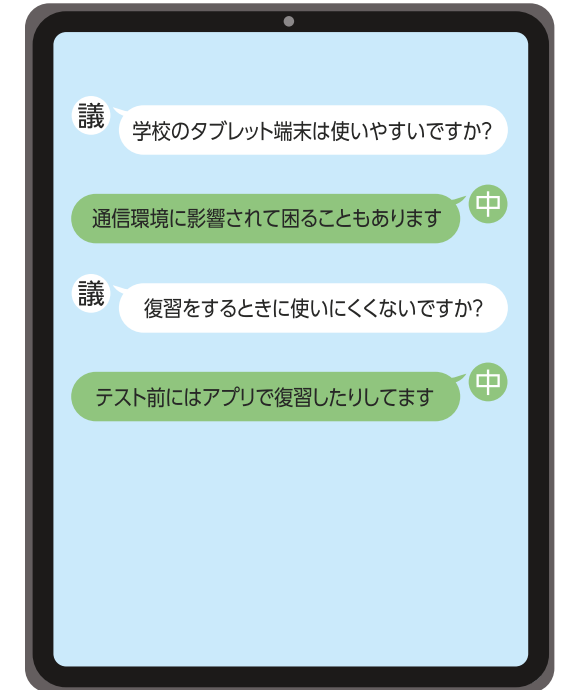 議
学校のタブレット端末は使いやすいですか?
通信環境に影響されて困ることもあります
中
議
復習をするときに使いにくくないですか?
テスト前にはアプリで復習したりしてます
中